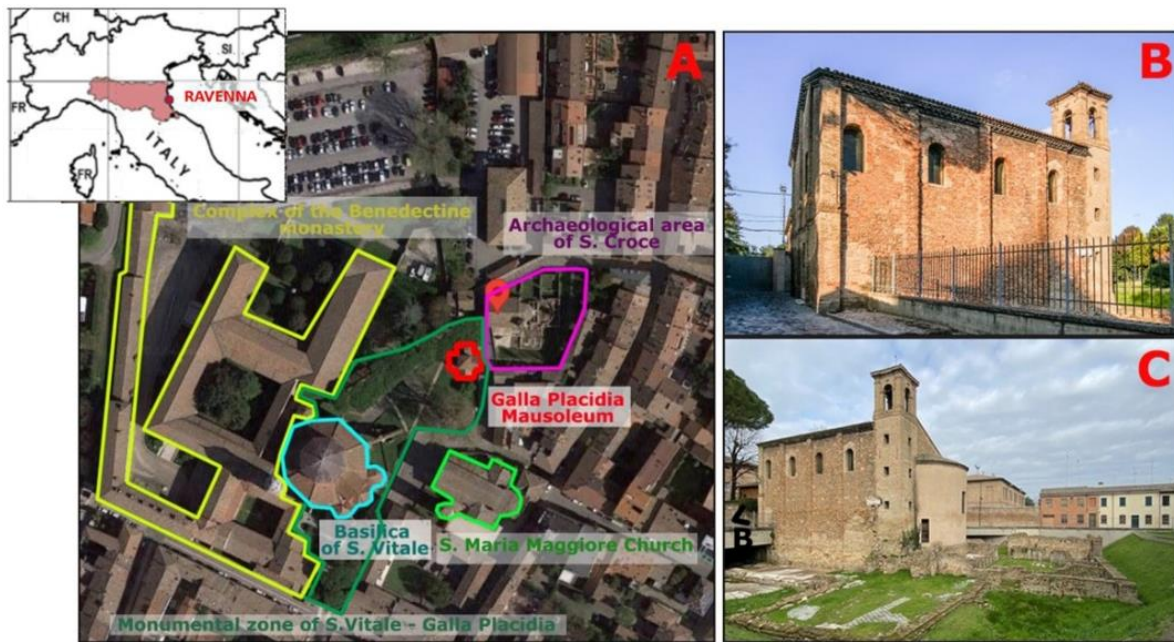 CH
SI
FR
RAVENNA
ITALY
FR
A
Complex of the Benedectine
monastery
Archaeological area
of S. Croce
Galla Placidia
Mausoleum
Basilica
of S. Vitale
S. Maria Maggiore Church
Monumental zone of S.Vitale - Galla Placidia
B
C
B